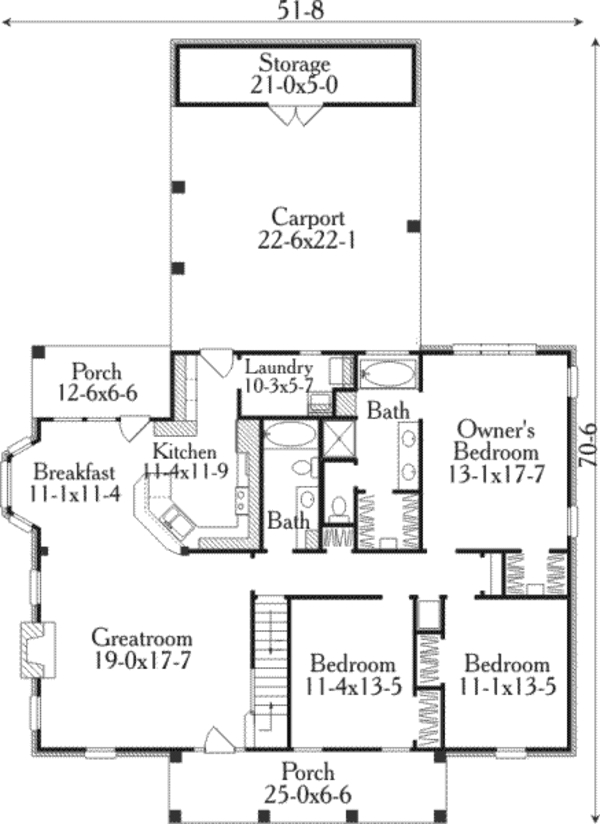 51-8
Storage
21-0x5-0
Carport
22-6x22-1
Porch
12-6x6-6
Laundry
10-3x5-7
Bath
Owner's
Bedroom
13-1x17-7
70-6
Kitchen
11-4x11-9
Breakfast
11-1x11-4
Bath
Greatroom
19-0x17-7
Bedroom
11-4x13-5
Bedroom
11-1x13-5
Porch
25-0x6-6